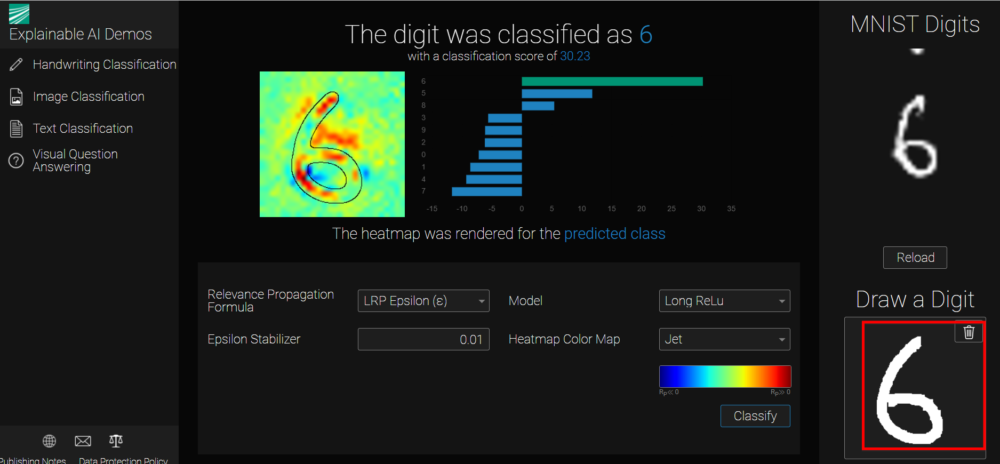 Explainable AI Demos
Handwriting Classification
Image Classification
Text Classification
Visual Question
Answering
Publishing Notes
Data Protection Policy
The digit was classified as 6
with a classification score of 30.23
6
5
8
3
9
2
0
1
4
7
-15 -10 -5 0 5 10 15 20 25 30 35
The heatmap was rendered for the predicted class
Relevance Propagation
Formula
LRP Epsilon (ε)
Model
Long ReLu
Epsilon Stabilizer
0.01
Heatmap Color Map
Jet
Rp≪ 0
Rp≫ 0
Classify
MNIST Digits
6
Reload
Draw a Digit
6